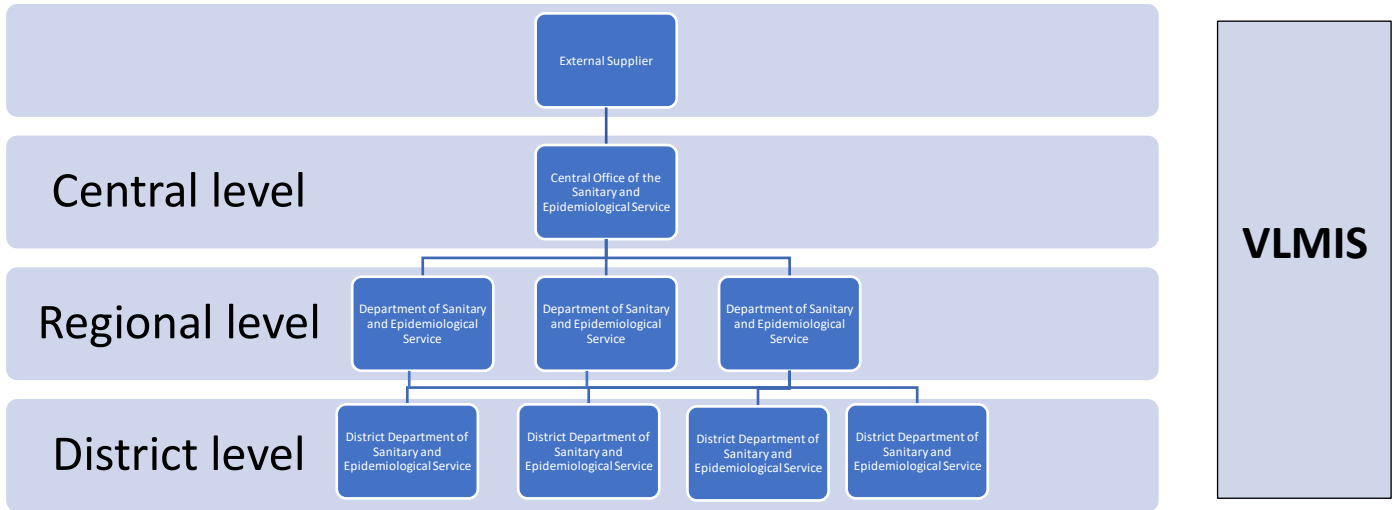 External Supplier
Central level
Central Office of the
Sanitary and
Epidemiological Service
VLMIS
Regional level
Department of Sanitary
and Epidemiological
Service
Department of Sanitary
and Epidemiological
Service
Department of Sanitary
and Epidemiological
Service
District level
District Department of
Sanitary and
Epidemiological Service
District Department of
Sanitary and
Epidemiological Service
District Department of
Sanitary and
Epidemiological Service
District Department of
Sanitary and
Epidemiological Service